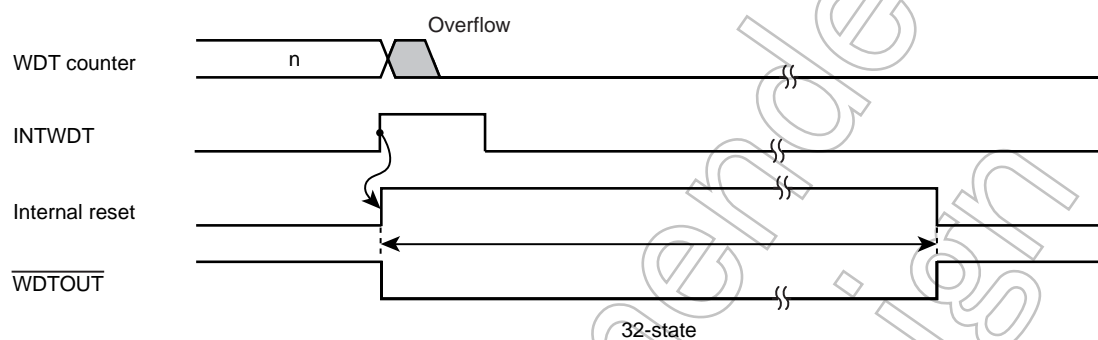 Overflow
WDT counter
n
INTWDT
Internal reset
WDTOUT
32-state